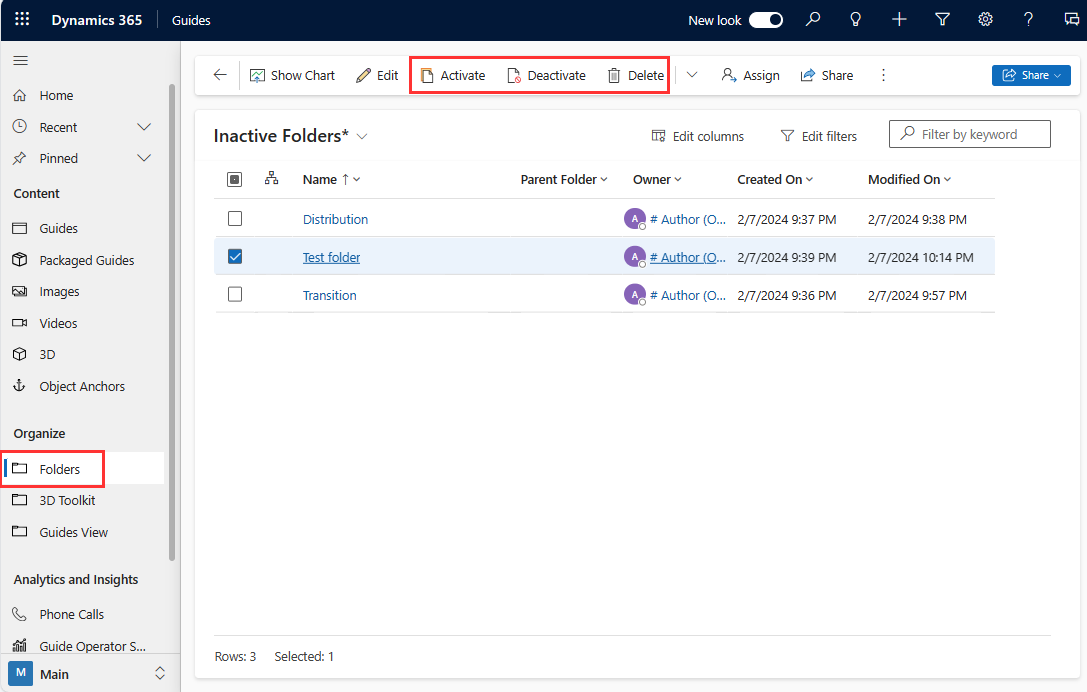 Dynamics 365 Guides New look
Show Chart Edit Activate Deactivate Delete Assign Share Share
Home
Recent
Pinned
Content
Guides
Packaged Guides
Images
Videos
3D
Object Anchors
Organize
Folders
3D Toolkit
Guides View
Analytics and Insights
Phone Calls
Guide Operator S...
M Main
Inactive Folders* Edit columns Edit filters Filter by keyword
Name ↑ Parent Folder Owner Created On Modified On
Distribution A # Author (O... 2/7/2024 9:37 PM 2/7/2024 9:38 PM
Test folder A # Author (O... 2/7/2024 9:39 PM 2/7/2024 10:14 PM
Transition A # Author (O... 2/7/2024 9:36 PM 2/7/2024 9:57 PM
Rows: 3 Selected: 1